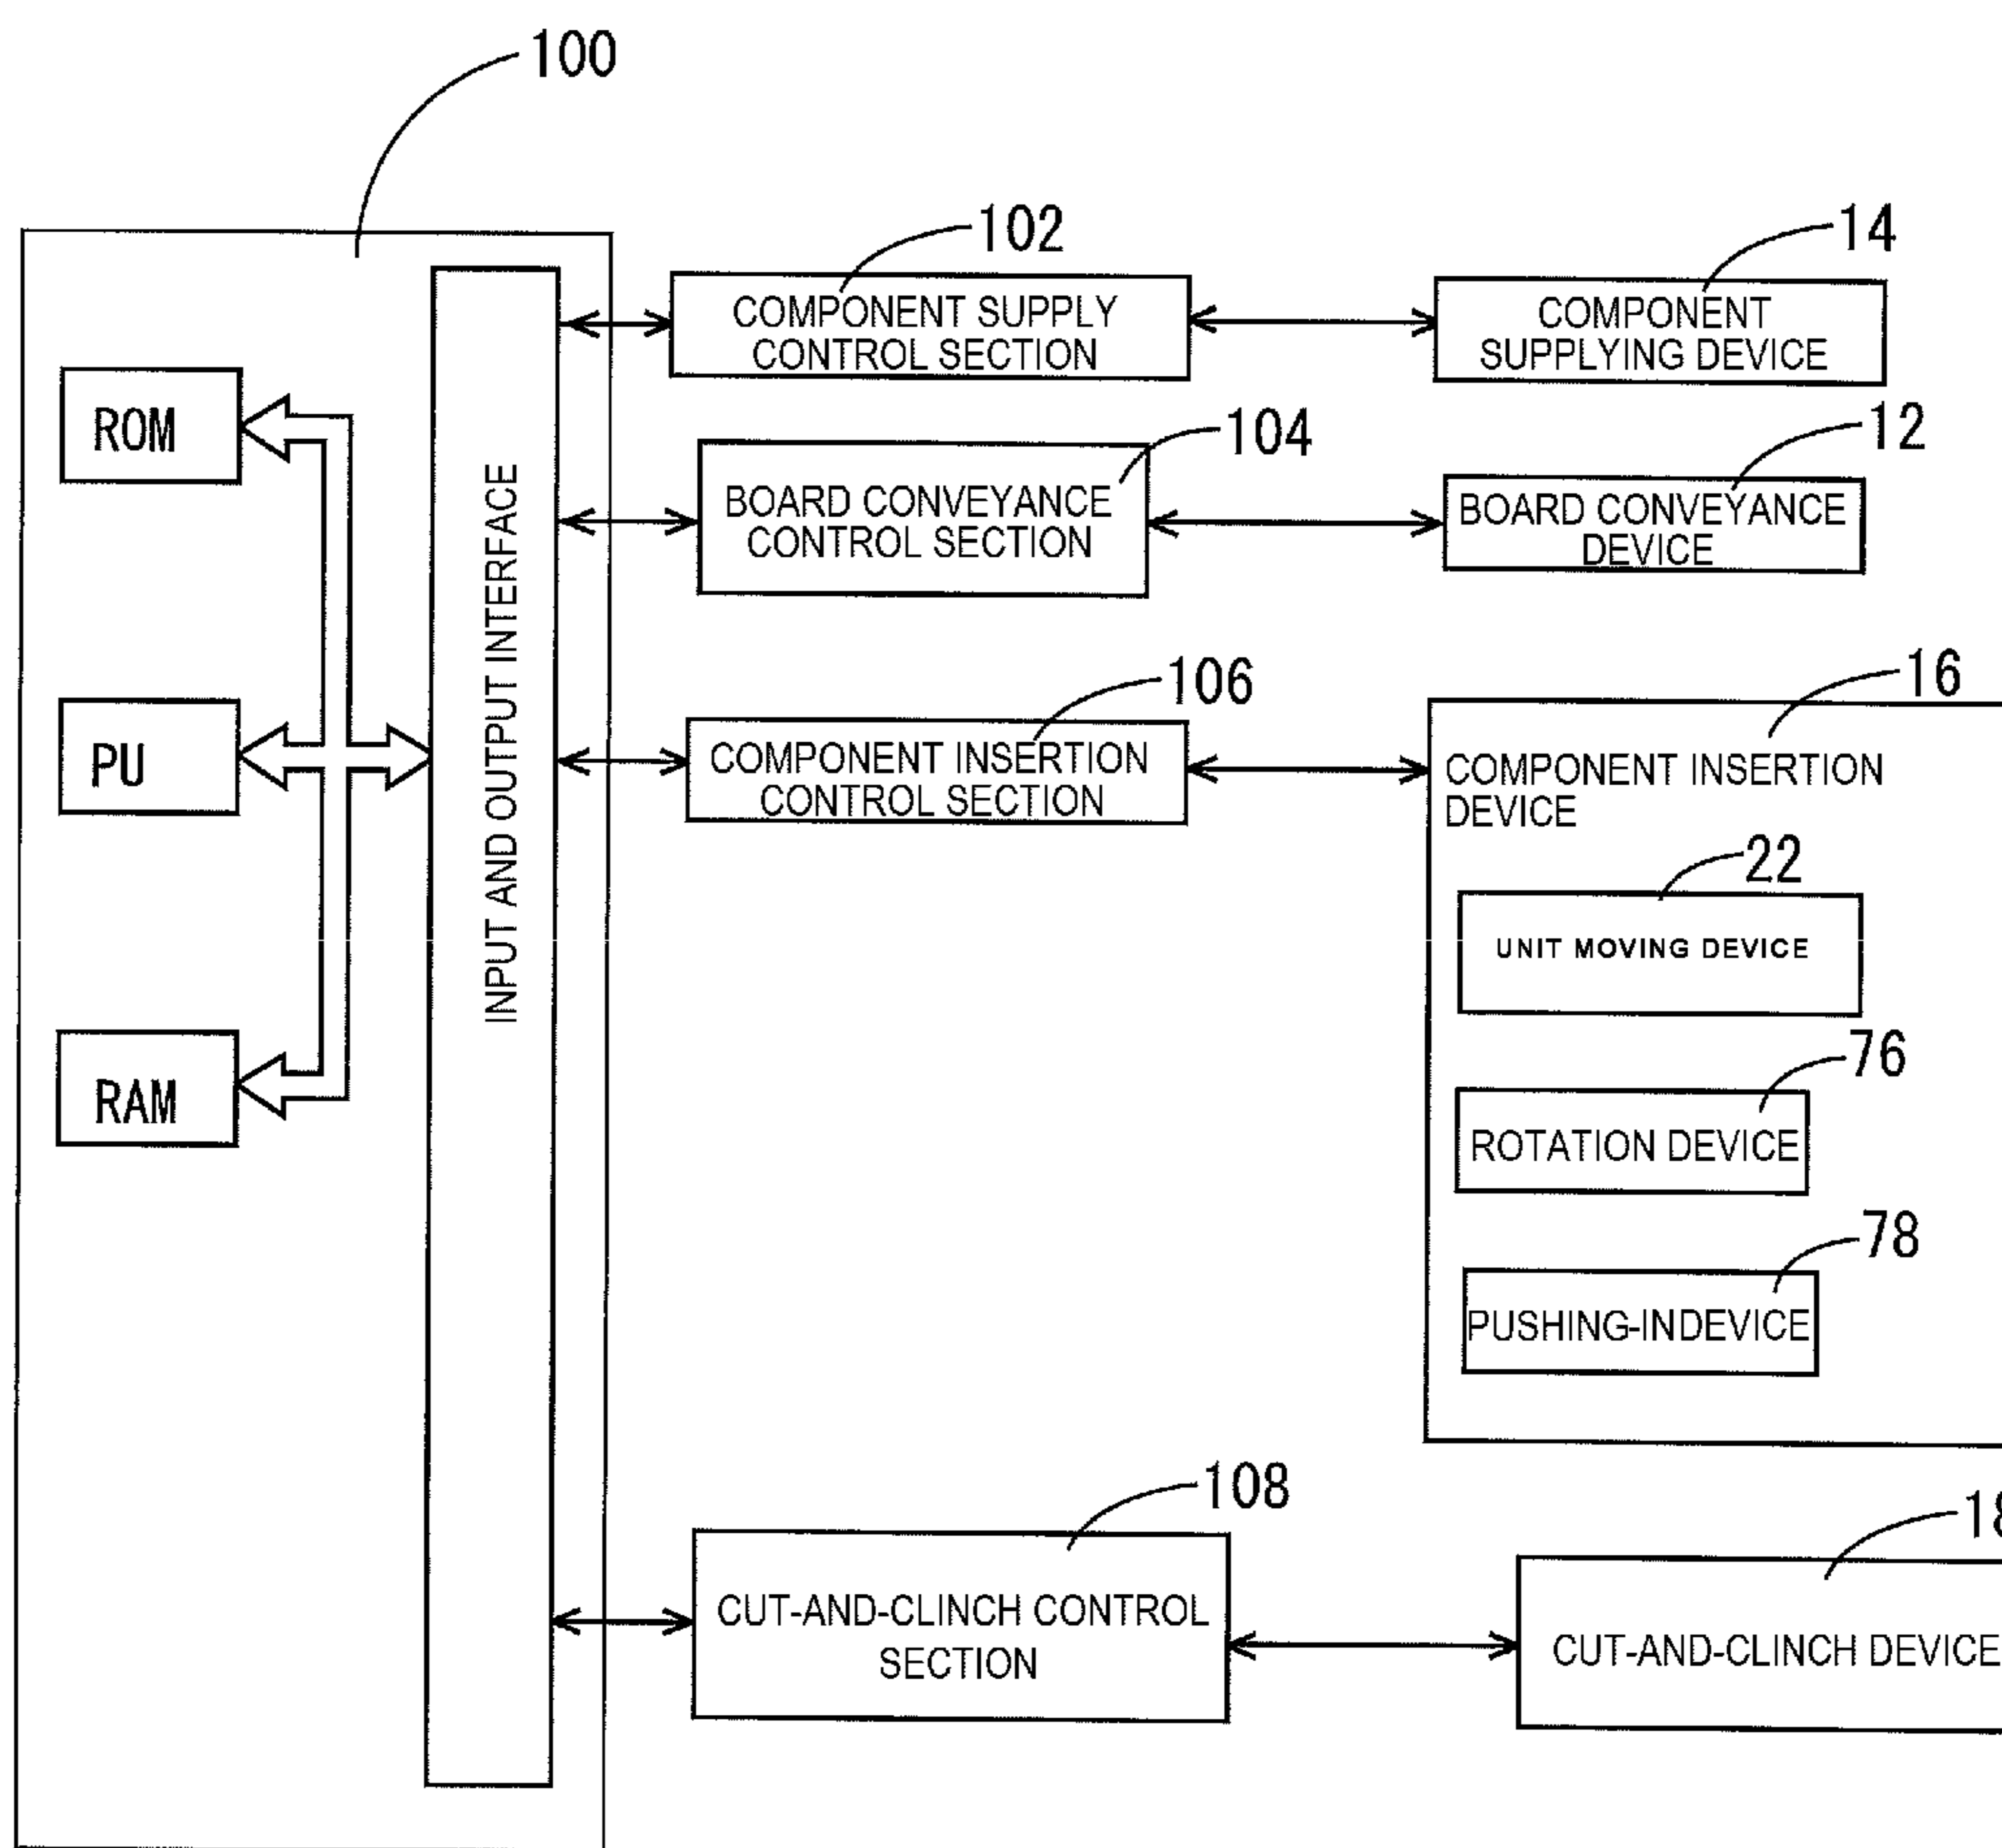 100
102
COMPONENT SUPPLY
CONTROL SECTION
14
COMPONENT
SUPPLYING DEVICE
ROM
104
BOARD CONVEYANCE
CONTROL SECTION
12
BOARD CONVEYANCE
DEVICE
INPUT AND OUTPUT INTERFACE
PU
106
COMPONENT INSERTION
CONTROL SECTION
16
COMPONENT INSERTION
DEVICE
22
UNIT MOVING DEVICE
RAM
76
ROTATION DEVICE
78
PUSHING-INDEVICE
108
CUT-AND-CLINCH CONTROL
SECTION
18
CUT-AND-CLINCH DEVICE